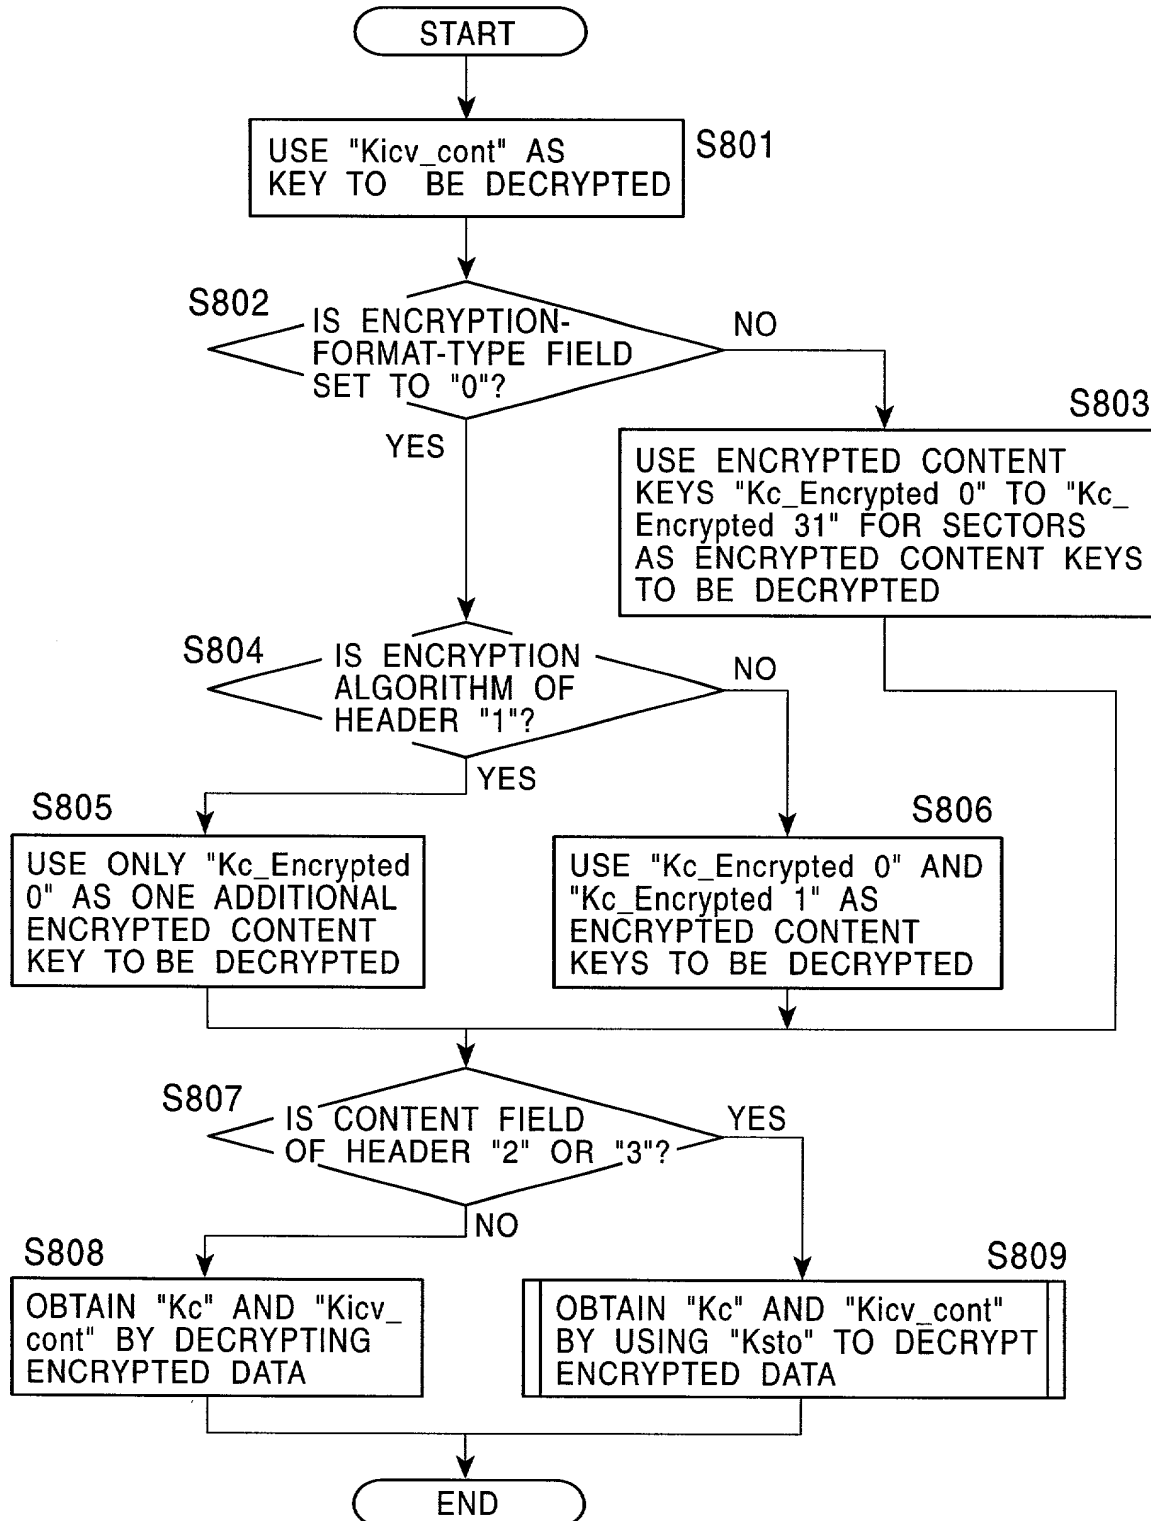 START
S801
USE "Kicv_cont" AS
KEY TO BE DECRYPTED
S802
IS ENCRYPTION-
FORMAT-TYPE FIELD
SET TO "0"?
NO
YES
S803
USE ENCRYPTED CONTENT
KEYS "Kc_Encrypted 0" TO "Kc_
Encrypted 31" FOR SECTORS
AS ENCRYPTED CONTENT KEYS
TO BE DECRYPTED
S804
IS ENCRYPTION
ALGORITHM OF
HEADER "1"?
NO
YES
S805
USE ONLY "Kc_Encrypted
0" AS ONE ADDITIONAL
ENCRYPTED CONTENT
KEY TO BE DECRYPTED
S806
USE "Kc_Encrypted 0" AND
"Kc_Encrypted 1" AS
ENCRYPTED CONTENT
KEYS TO BE DECRYPTED
S807
IS CONTENT FIELD
OF HEADER "2" OR "3"?
YES
NO
S808
OBTAIN "Kc" AND "Kicv_
cont" BY DECRYPTING
ENCRYPTED DATA
S809
OBTAIN "Kc" AND "Kicv_cont"
BY USING "Ksto" TO DECRYPT
ENCRYPTED DATA
END